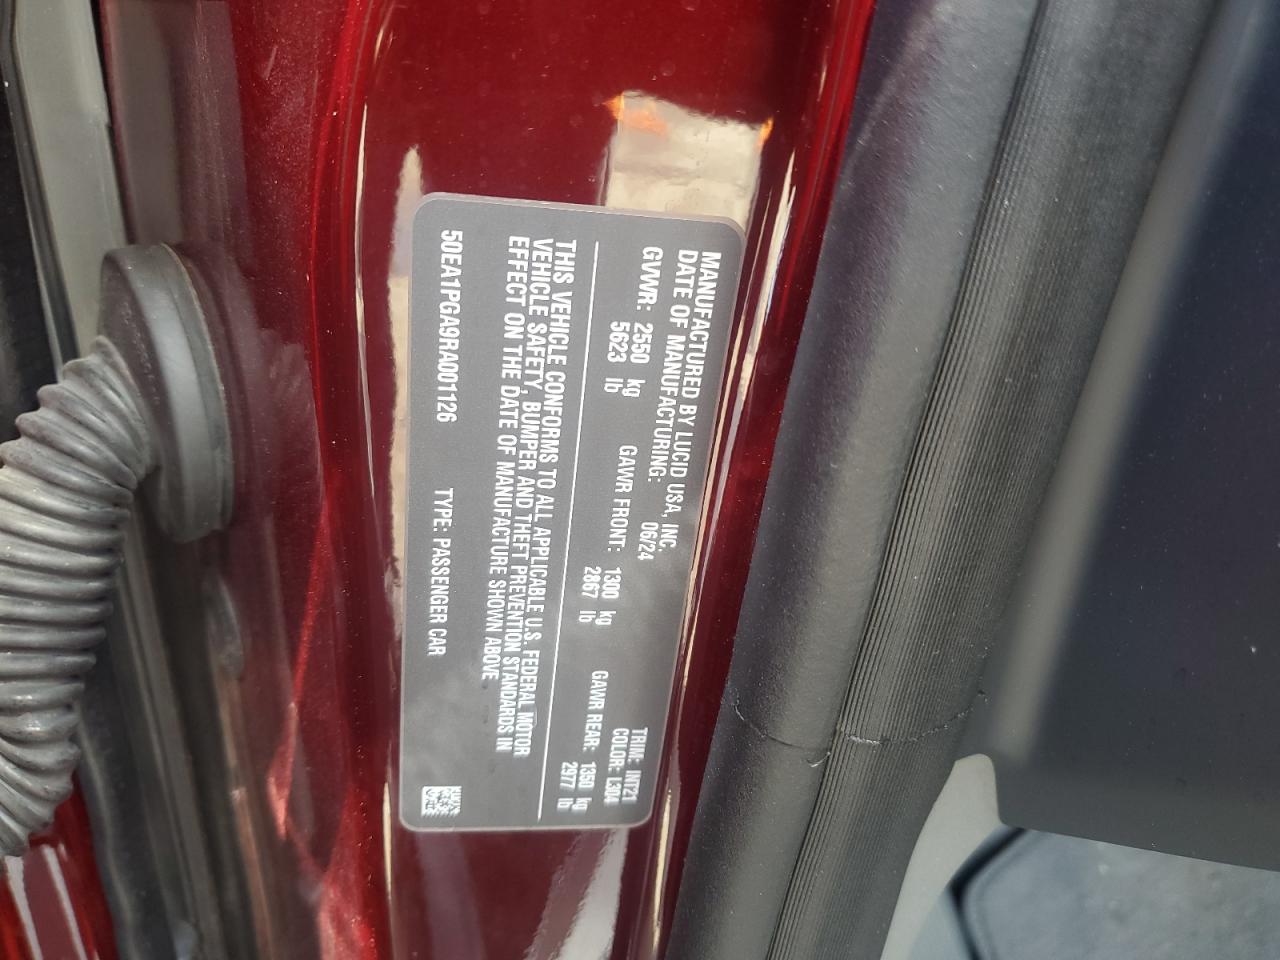 MANUFACTURED BY LUCID USA, INC.
DATE OF MANUFACTURING: 06/24
TRIM: INT21
COLOR: L304
GVWR: 2550 kg
5623 lb
GAWR FRONT: 1300 kg
2867 lb
GAWR REAR: 1350 kg
2977 lb
THIS VEHICLE CONFORMS TO ALL APPLICABLE U.S. FEDERAL MOTOR
VEHICLE SAFETY, BUMPER AND THEFT PREVENTION STANDARDS IN
EFFECT ON THE DATE OF MANUFACTURE SHOWN ABOVE.
50EA1PGA9RA001126
TYPE: PASSENGER CAR